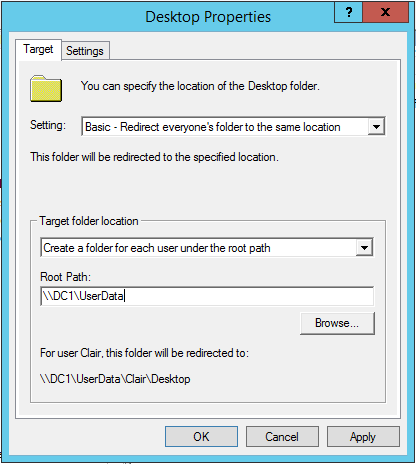 Desktop Properties
? x
Target Settings
You can specify the location of the Desktop folder.
Setting: Basic - Redirect everyone's folder to the same location
This folder will be redirected to the specified location.
Target folder location
Create a folder for each user under the root path
Root Path:
\\DC1\UserData
Browse...
For user Clair, this folder will be redirected to:
\\DC1\UserData\Clair\Desktop
OK Cancel Apply